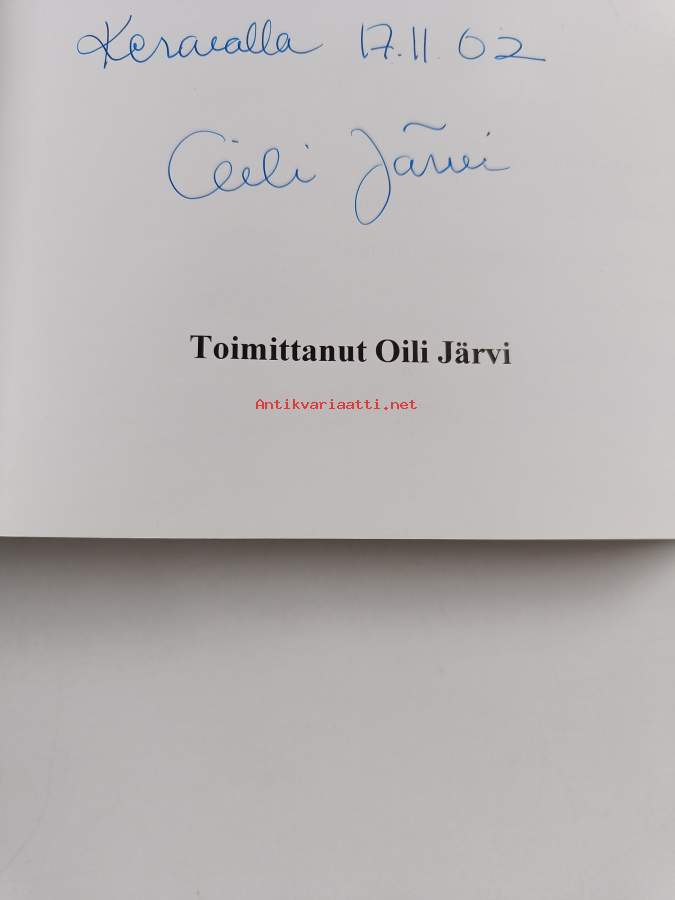 Keravalla 17.11.02
Oili Järvi
Toimittanut Oili Järvi
Antikvariaatti.net